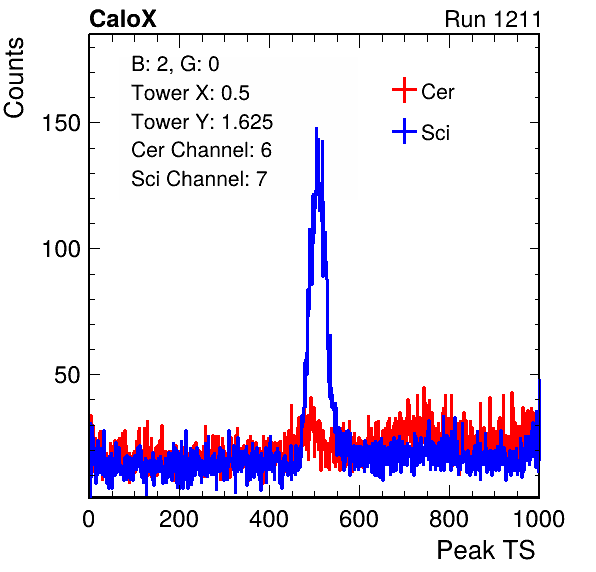 CaloX Run 1211
Counts
B: 2, G: 0
Tower X: 0.5
Tower Y: 1.625
Cer Channel: 6
Sci Channel: 7
Cer
Sci
150
100
50
0 200 400 600 800 1000
Peak TS